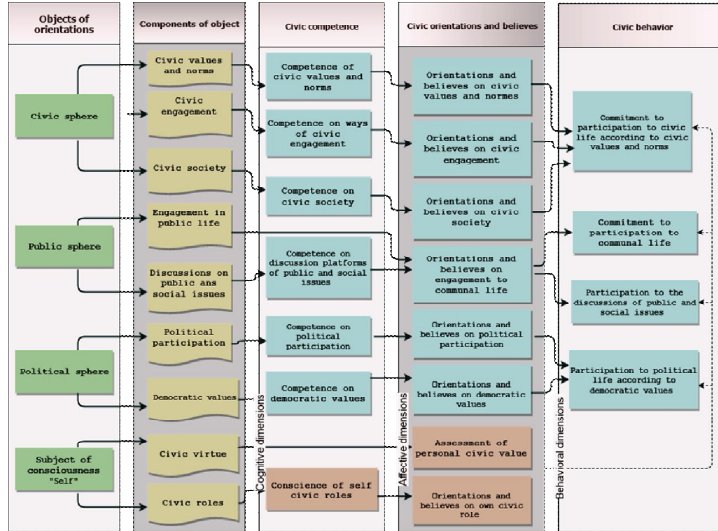 Objects of
orientations
Components of object
Civic competence
Civic orientations and believes
Civic behavior
Civic sphere
Public sphere
Political sphere
Subject of
consciousness
"Self"
Civic values
and norms
Civic
engagement
Civic society
Engagement in
public life
Discussions on
public ans
social issues
Political
participation
Democratic values
Civic virtue
Civic roles
Cognitive dimensions
Competence of
civic values and
norms
Competence on ways
of civic
engagement
Competence on
civic society
Competence on
discussion platforms
of public and social
issues
Competence on
political
participation
Competence on
democratic values
Conscience of self
civic roles
Affective dimensions
Orientations and
believes on civic
values and normes
Orientations and
believes on civic
engagement
Orientations and
believes on civic
society
Orientations and
believes on
engagement to
communal life
Orientations and
believes on political
participation
Orientations and
believes on democratic
values
Assessment of
personal civic value
Orientations and
believes on own civic
role
Behavioral dimensions
Commitment to
participation to civic
life according to civic
values and norms
Commitment to
participation to
communal life
Participation to the
discussions of public and
social issues
Participation to political
life according to
democratic values